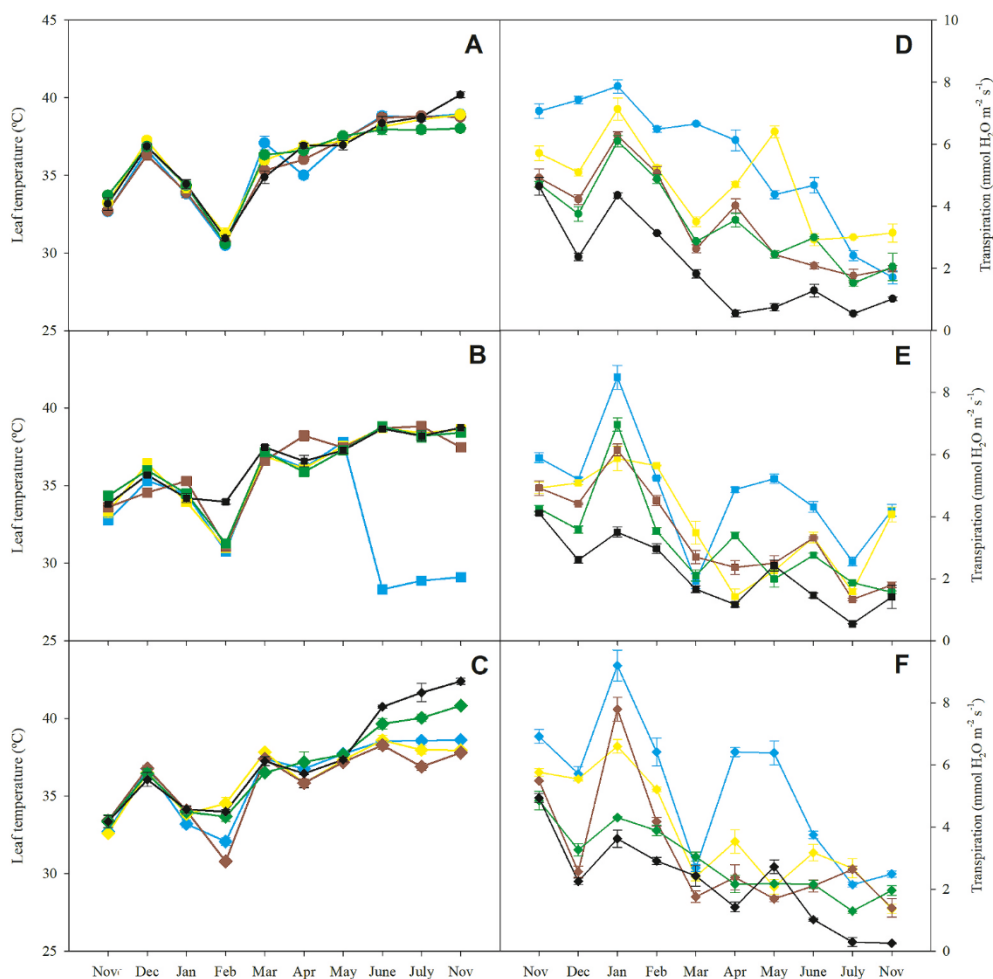 45
40
35
30
25
Leaf temperature (ºC)
A
D
10
8
6
4
2
0
Transpiration (mmol H₂O m⁻² s⁻¹)
40
35
30
25
Leaf temperature (ºC)
B
E
8
6
4
2
0
Transpiration (mmol H₂O m⁻² s⁻¹)
40
35
30
25
Leaf temperature (ºC)
C
F
8
6
4
2
0
Transpiration (mmol H₂O m⁻² s⁻¹)
Nov Dec Jan Feb Mar Apr May June July Nov
Nov Dec Jan Feb Mar Apr May June July Nov